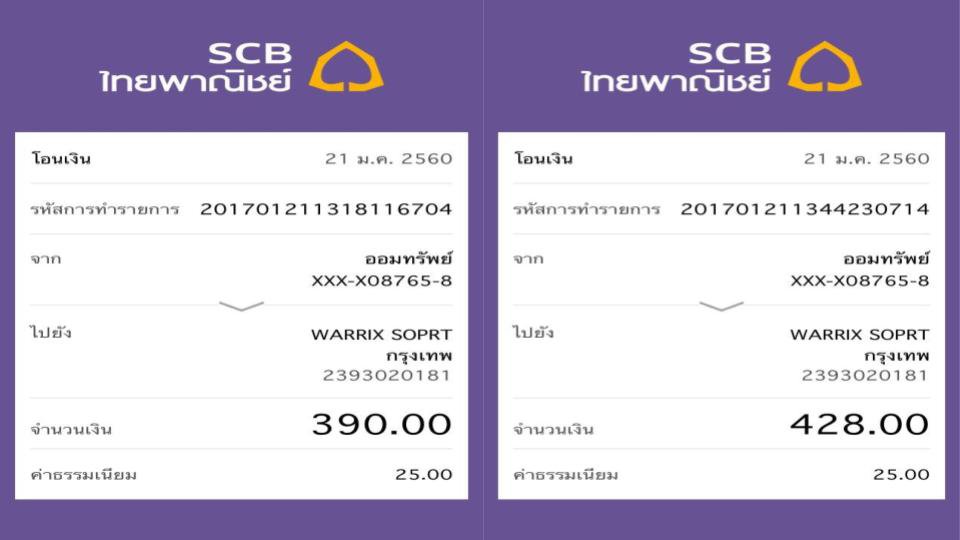 SCB
ไทยพาณิชย์
โอนเงิน 21 ม.ค. 2560
รหัสการทำรายการ 201701211318116704
จาก ออมทรัพย์
XXX-X08765-8
ไปยัง WARRIX SOPRT
กรุงเทพ
2393020181
จำนวนเงิน 390.00
ค่าธรรมเนียม 25.00
SCB
ไทยพาณิชย์
โอนเงิน 21 ม.ค. 2560
รหัสการทำรายการ 201701211344230714
จาก ออมทรัพย์
XXX-X08765-8
ไปยัง WARRIX SOPRT
กรุงเทพ
2393020181
จำนวนเงิน 428.00
ค่าธรรมเนียม 25.00